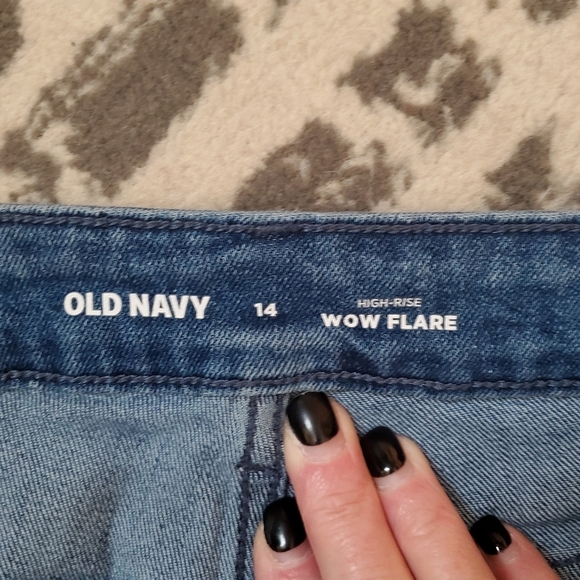 OLD NAVY
14
HIGH-RISE
WOW FLARE